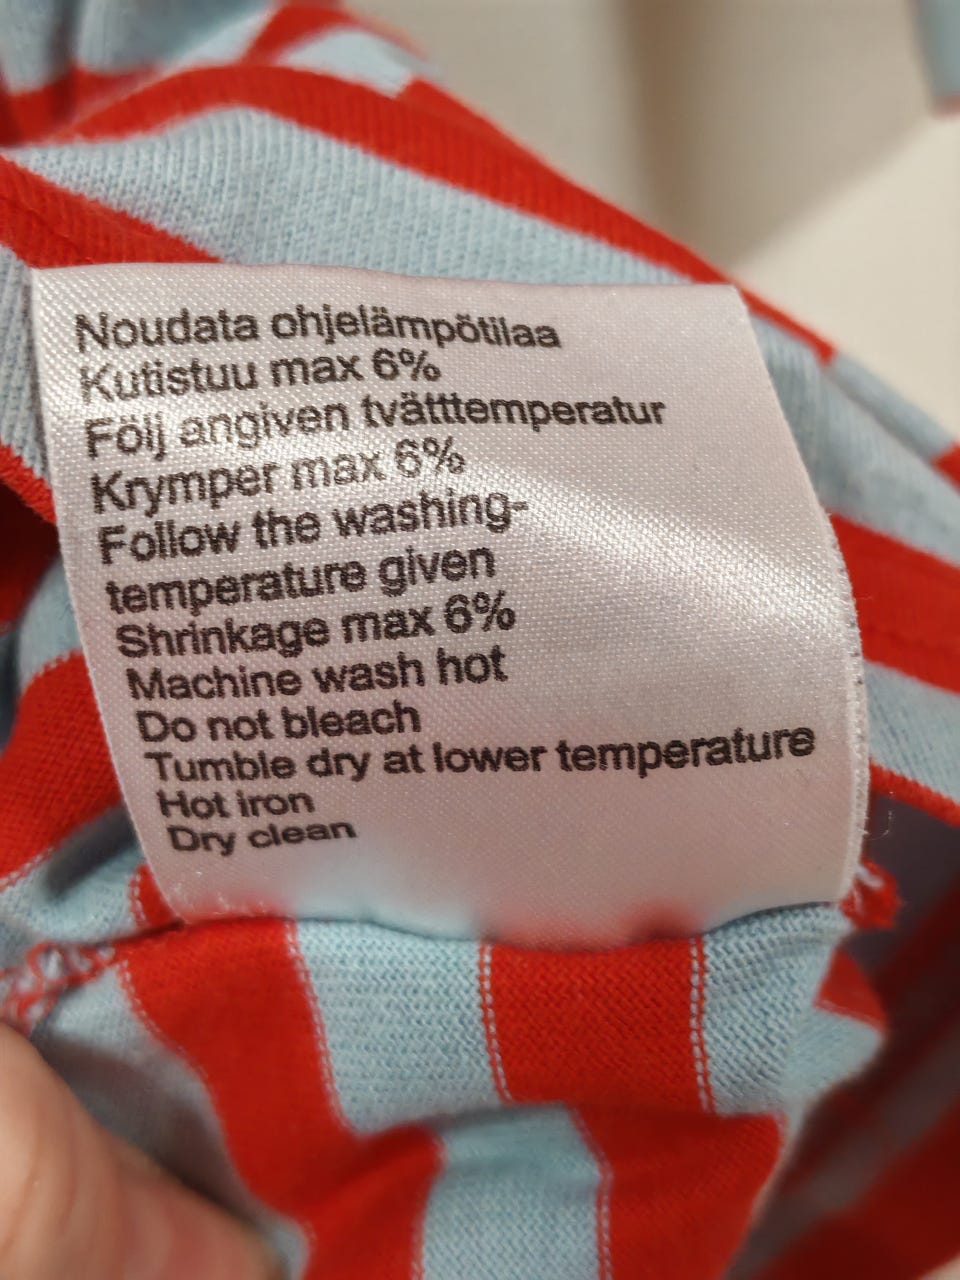 Noudata ohjelämpötilaa
Kutistuu max 6%
Följ angiven tvätttemperatur
Krymper max 6%
Follow the washing-
temperature given
Shrinkage max 6%
Machine wash hot
Do not bleach
Tumble dry at lower temperature
Hot iron
Dry clean